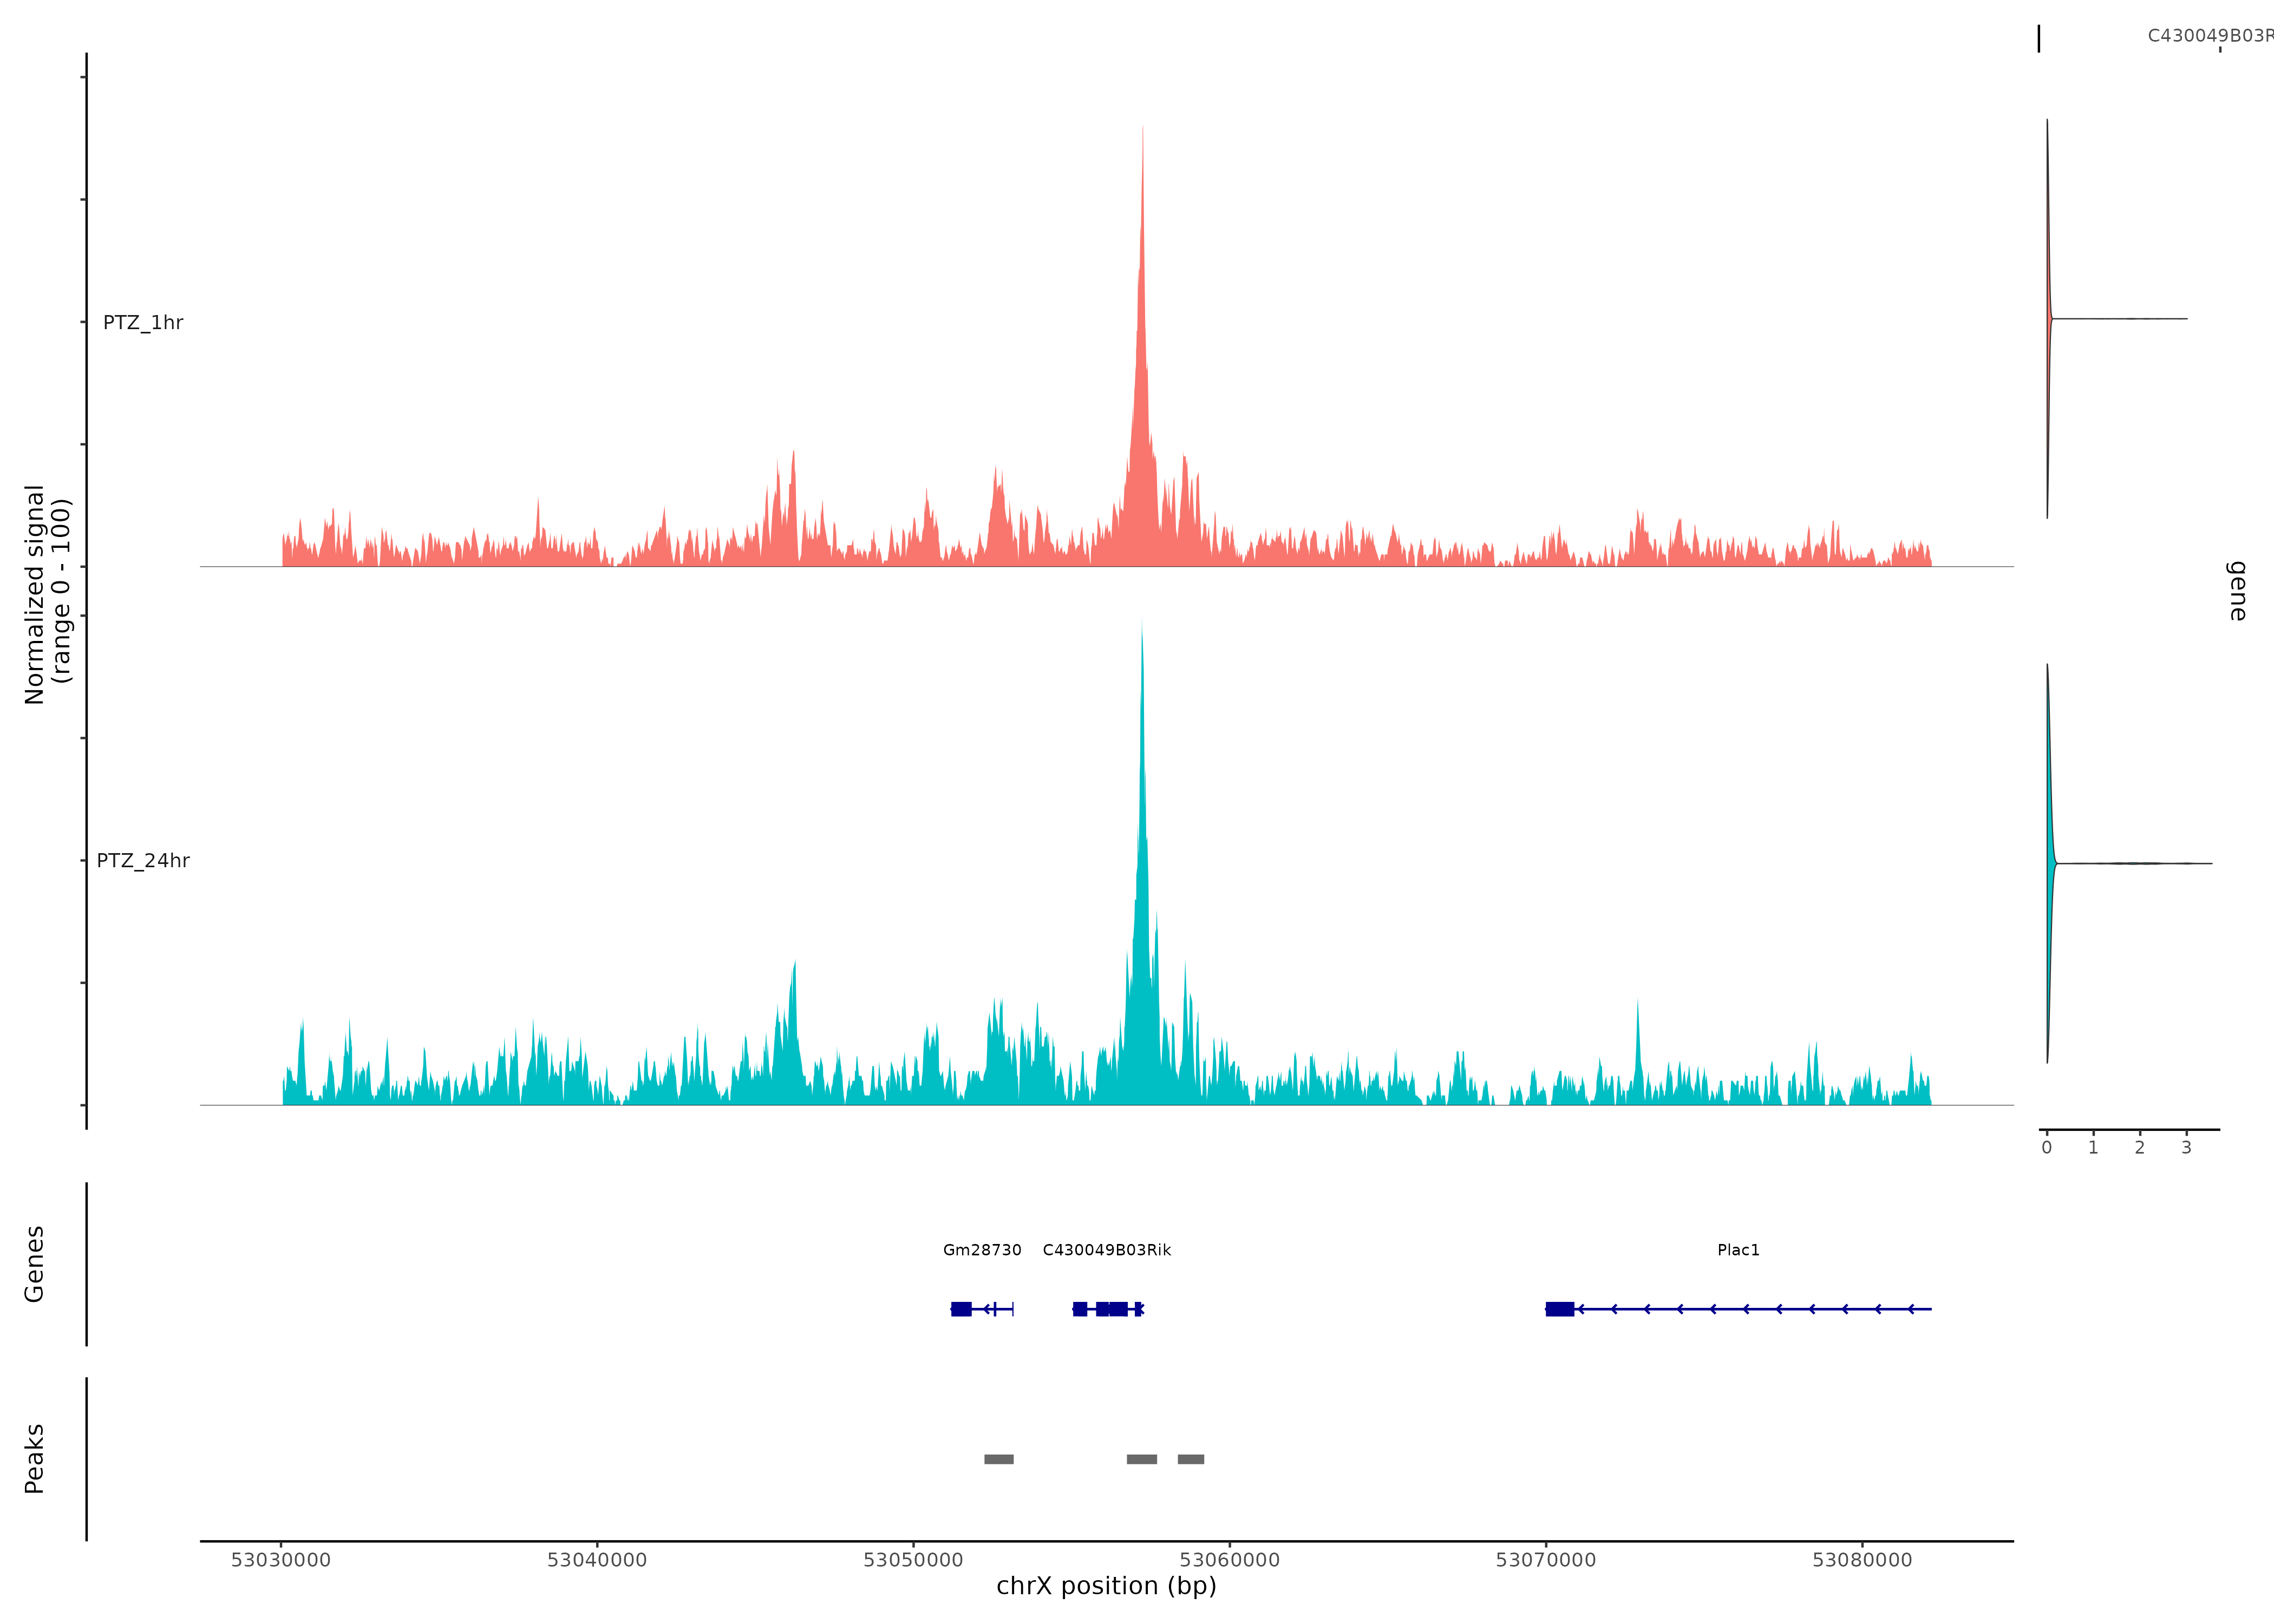 C430049B03R
PTZ_1hr
PTZ_24hr
Normalized signal
(range 0 - 100)
gene
0 1 2 3
Genes
Gm28730 C430049B03Rik Plac1
Peaks
53030000 53040000 53050000 53060000 53070000 53080000
chrX position (bp)